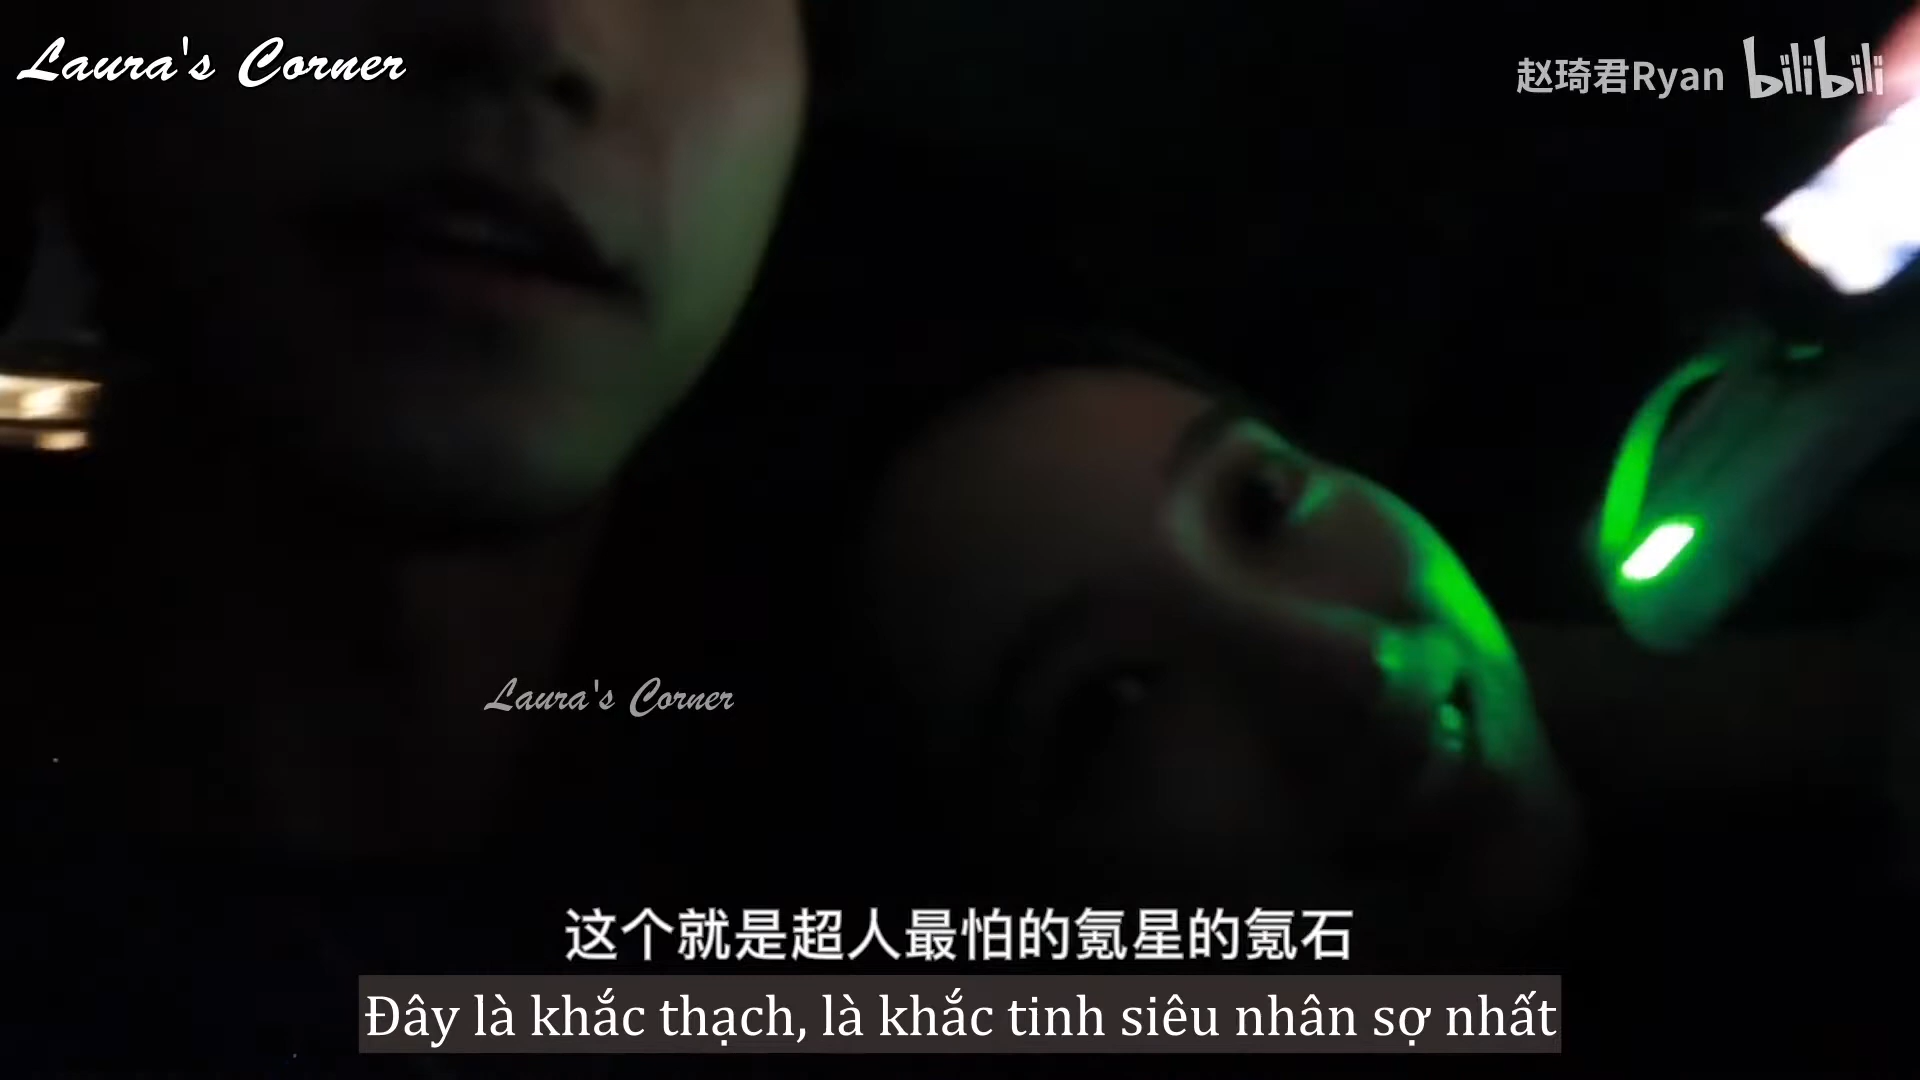 Laura's Corner
赵琦君Ryan bilibili
Laura's Corner
这个就是超人最怕的氪星的氪石
Đây là khắc thạch, là khắc tinh siêu nhân sợ nhất